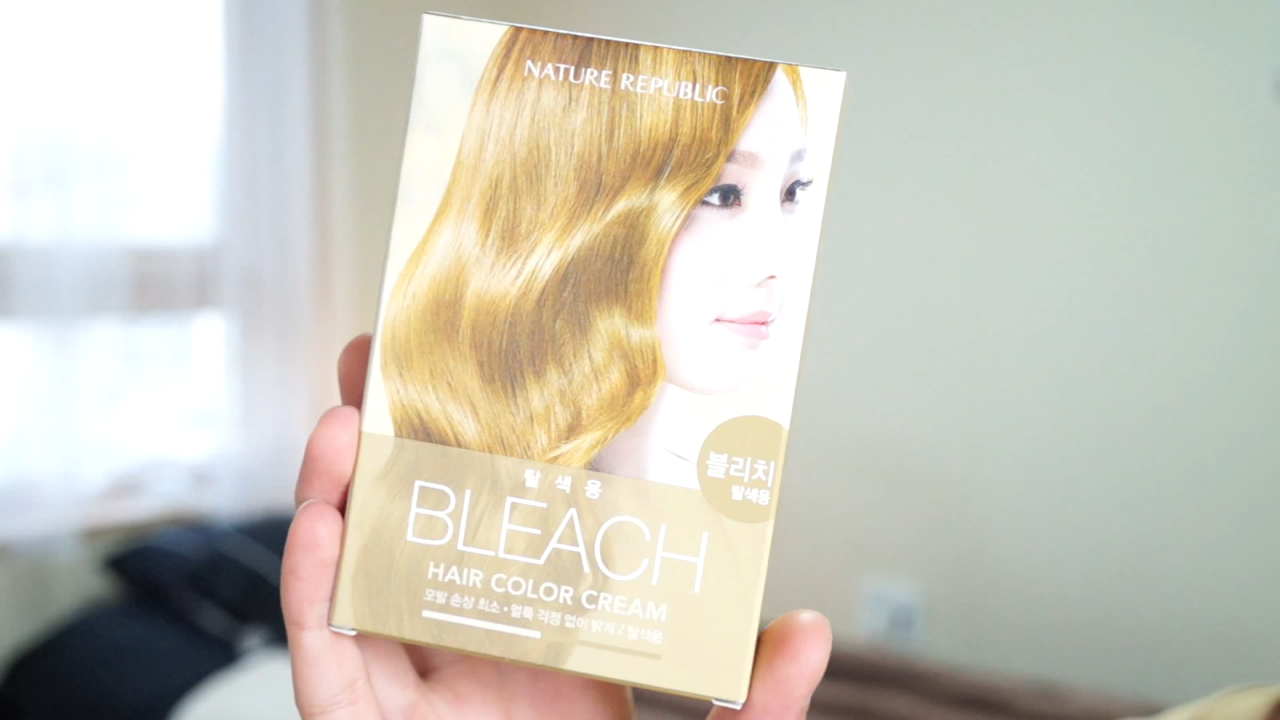 NATURE REPUBLIC
블리치
탈색용
탈색용
BLEACH
HAIR COLOR CREAM
모발 손상 최소 • 얼룩 걱정 없이 밝게 / 탈색용